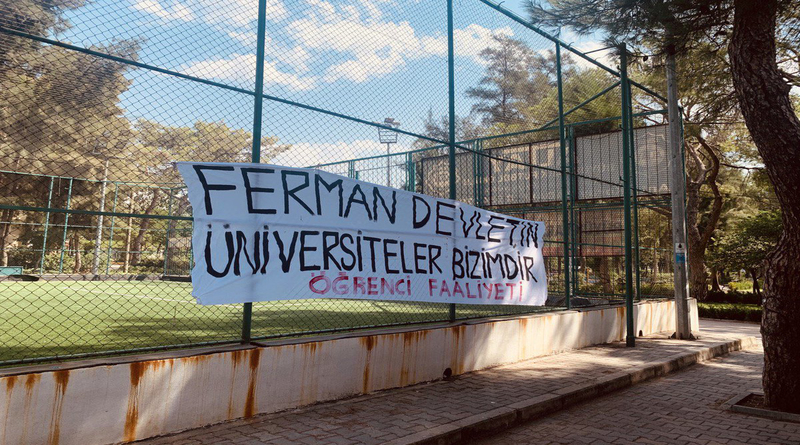 FERMAN DEVLETİN
ÜNİVERSİTELER BİZİMDİR
ÖĞRENCİ FAALİYETİ